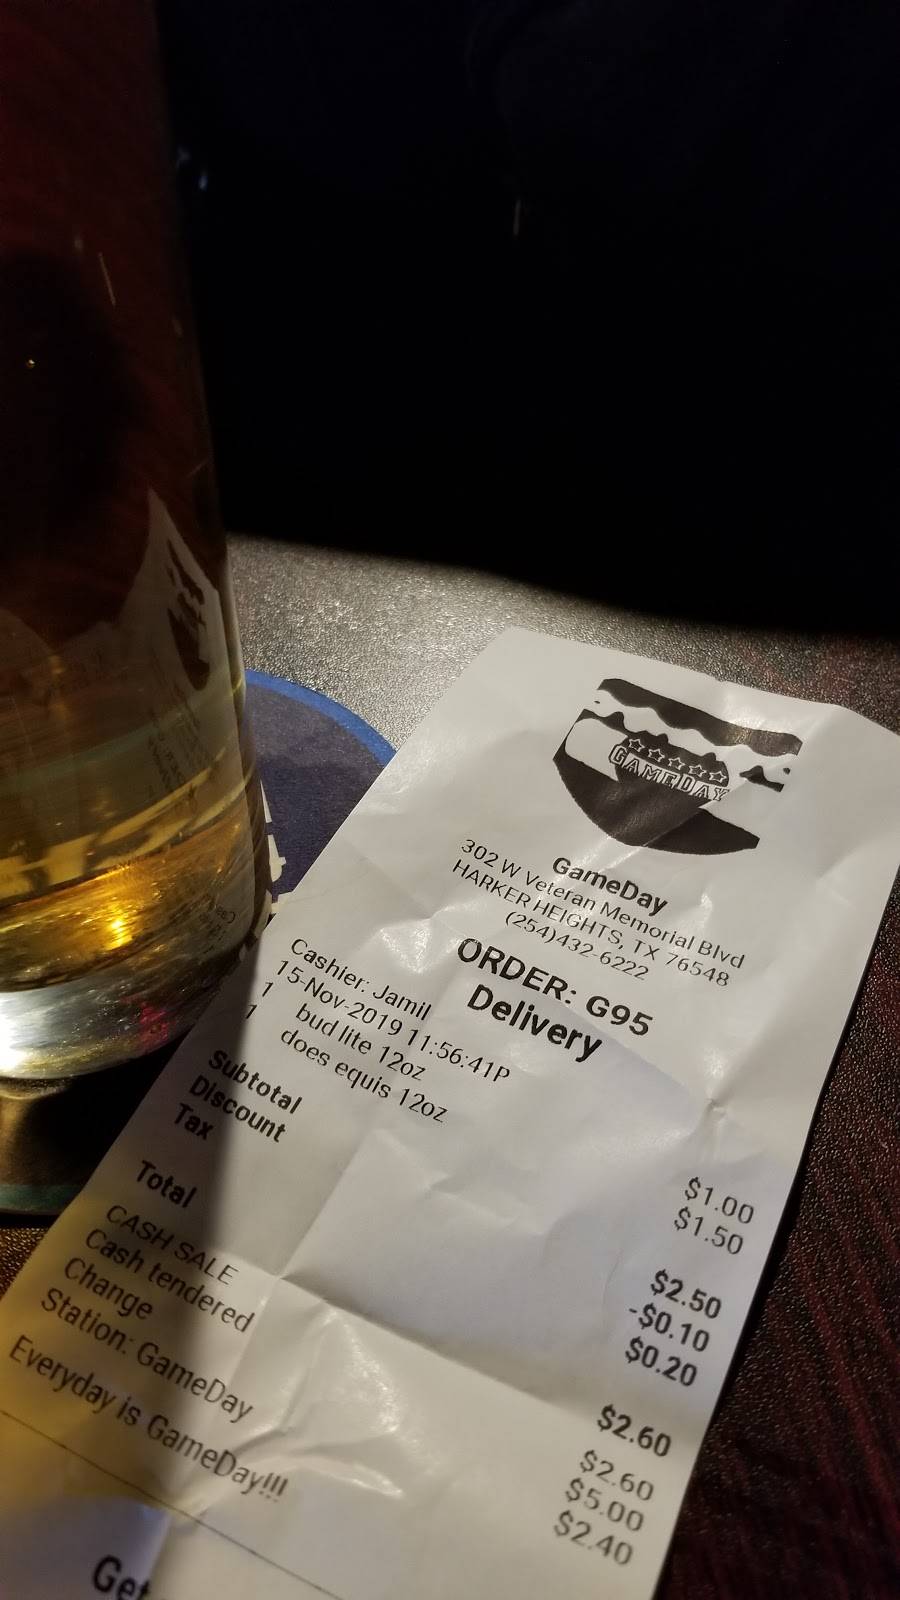 GAMEDAY
GameDay
302 W Veteran Memorial Blvd
HARKER HEIGHTS, TX 76548
(254)432-6222
ORDER: G95
Delivery
Cashier: Jamil
15-Nov-2019 11:56:41P
1 bud lite 12oz $1.00
1 does equis 12oz $1.50
Subtotal $2.50
Discount -$0.10
Tax $0.20
Total $2.60
CASH SALE $2.60
Cash tendered $5.00
Change $2.40
Station: GameDay
Everyday is GameDay!!!
Get